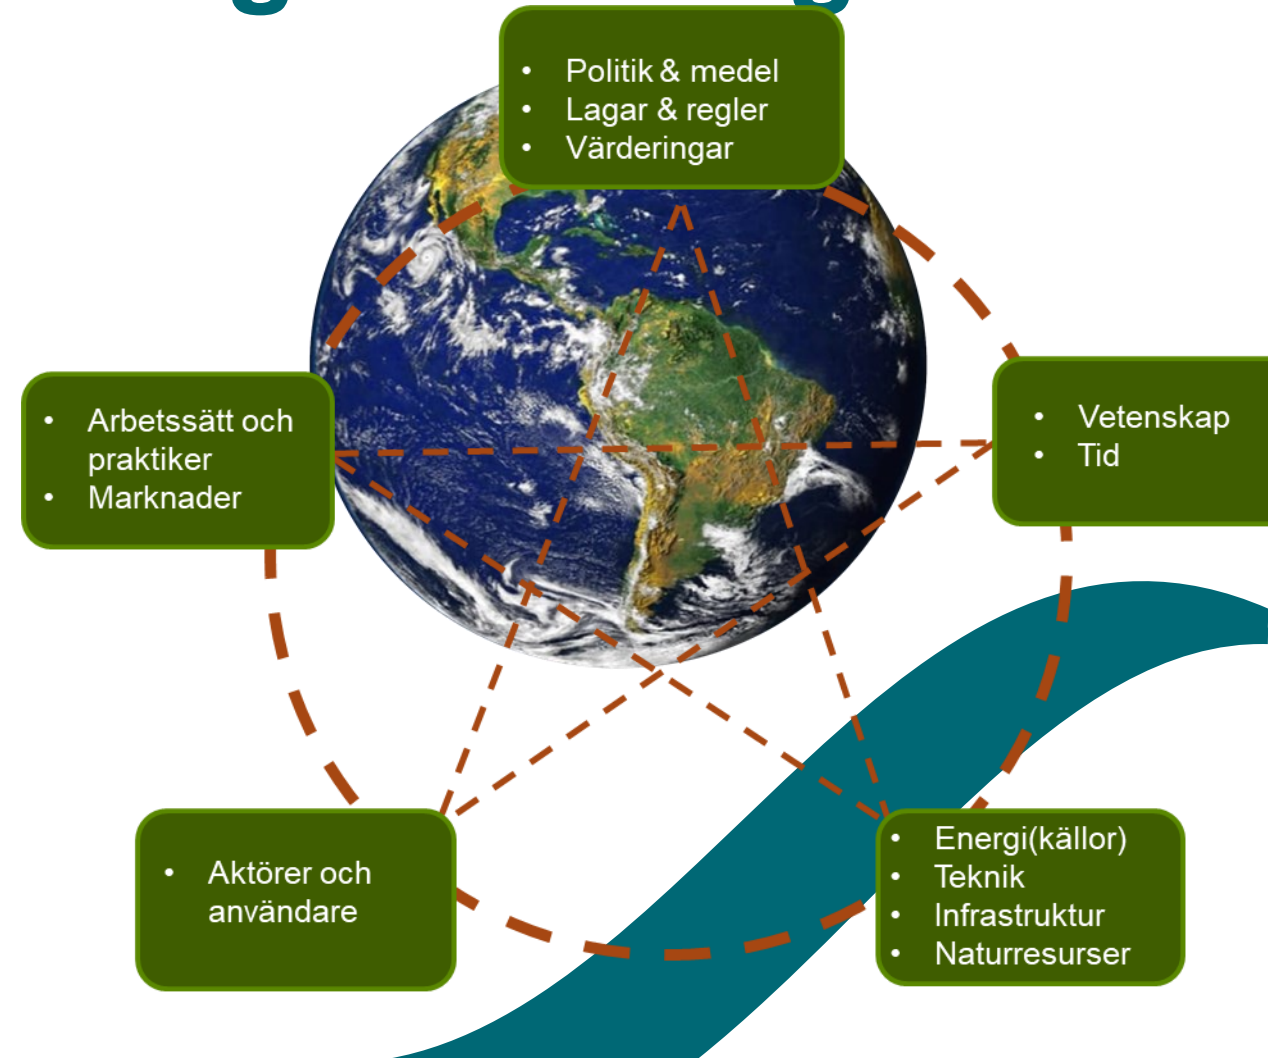 • Politik & medel
• Lagar & regler
• Värderingar
• Arbetssätt och
praktiker
• Marknader
• Vetenskap
• Tid
• Aktörer och
användare
• Energi(källor)
• Teknik
• Infrastruktur
• Naturresurser